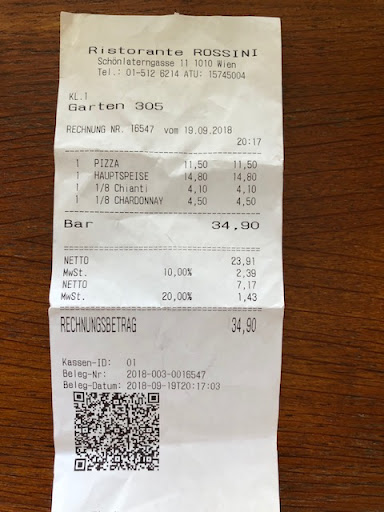 Ristorante ROSSINI
Schönlaterngasse 11 1010 Wien
Tel.: 01-512 6214 ATU: 15745004
KL.1
Garten 305
RECHNUNG NR. 16547 vom 19.09.2018
20:17
1 PIZZA 11,50 11,50
1 HAUPTSPEISE 14,80 14,80
1 1/8 Chianti 4,10 4,10
1 1/8 CHARDONNAY 4,50 4,50
Bar 34,90
NETTO 23,91
MwSt. 10,00% 2,39
NETTO 7,17
MwSt. 20,00% 1,43
RECHNUNGSBETRAG 34,90
Kassen-ID: 01
Beleg-Nr: 2018-003-0016547
Beleg-Datum: 2018-09-19T20:17:03